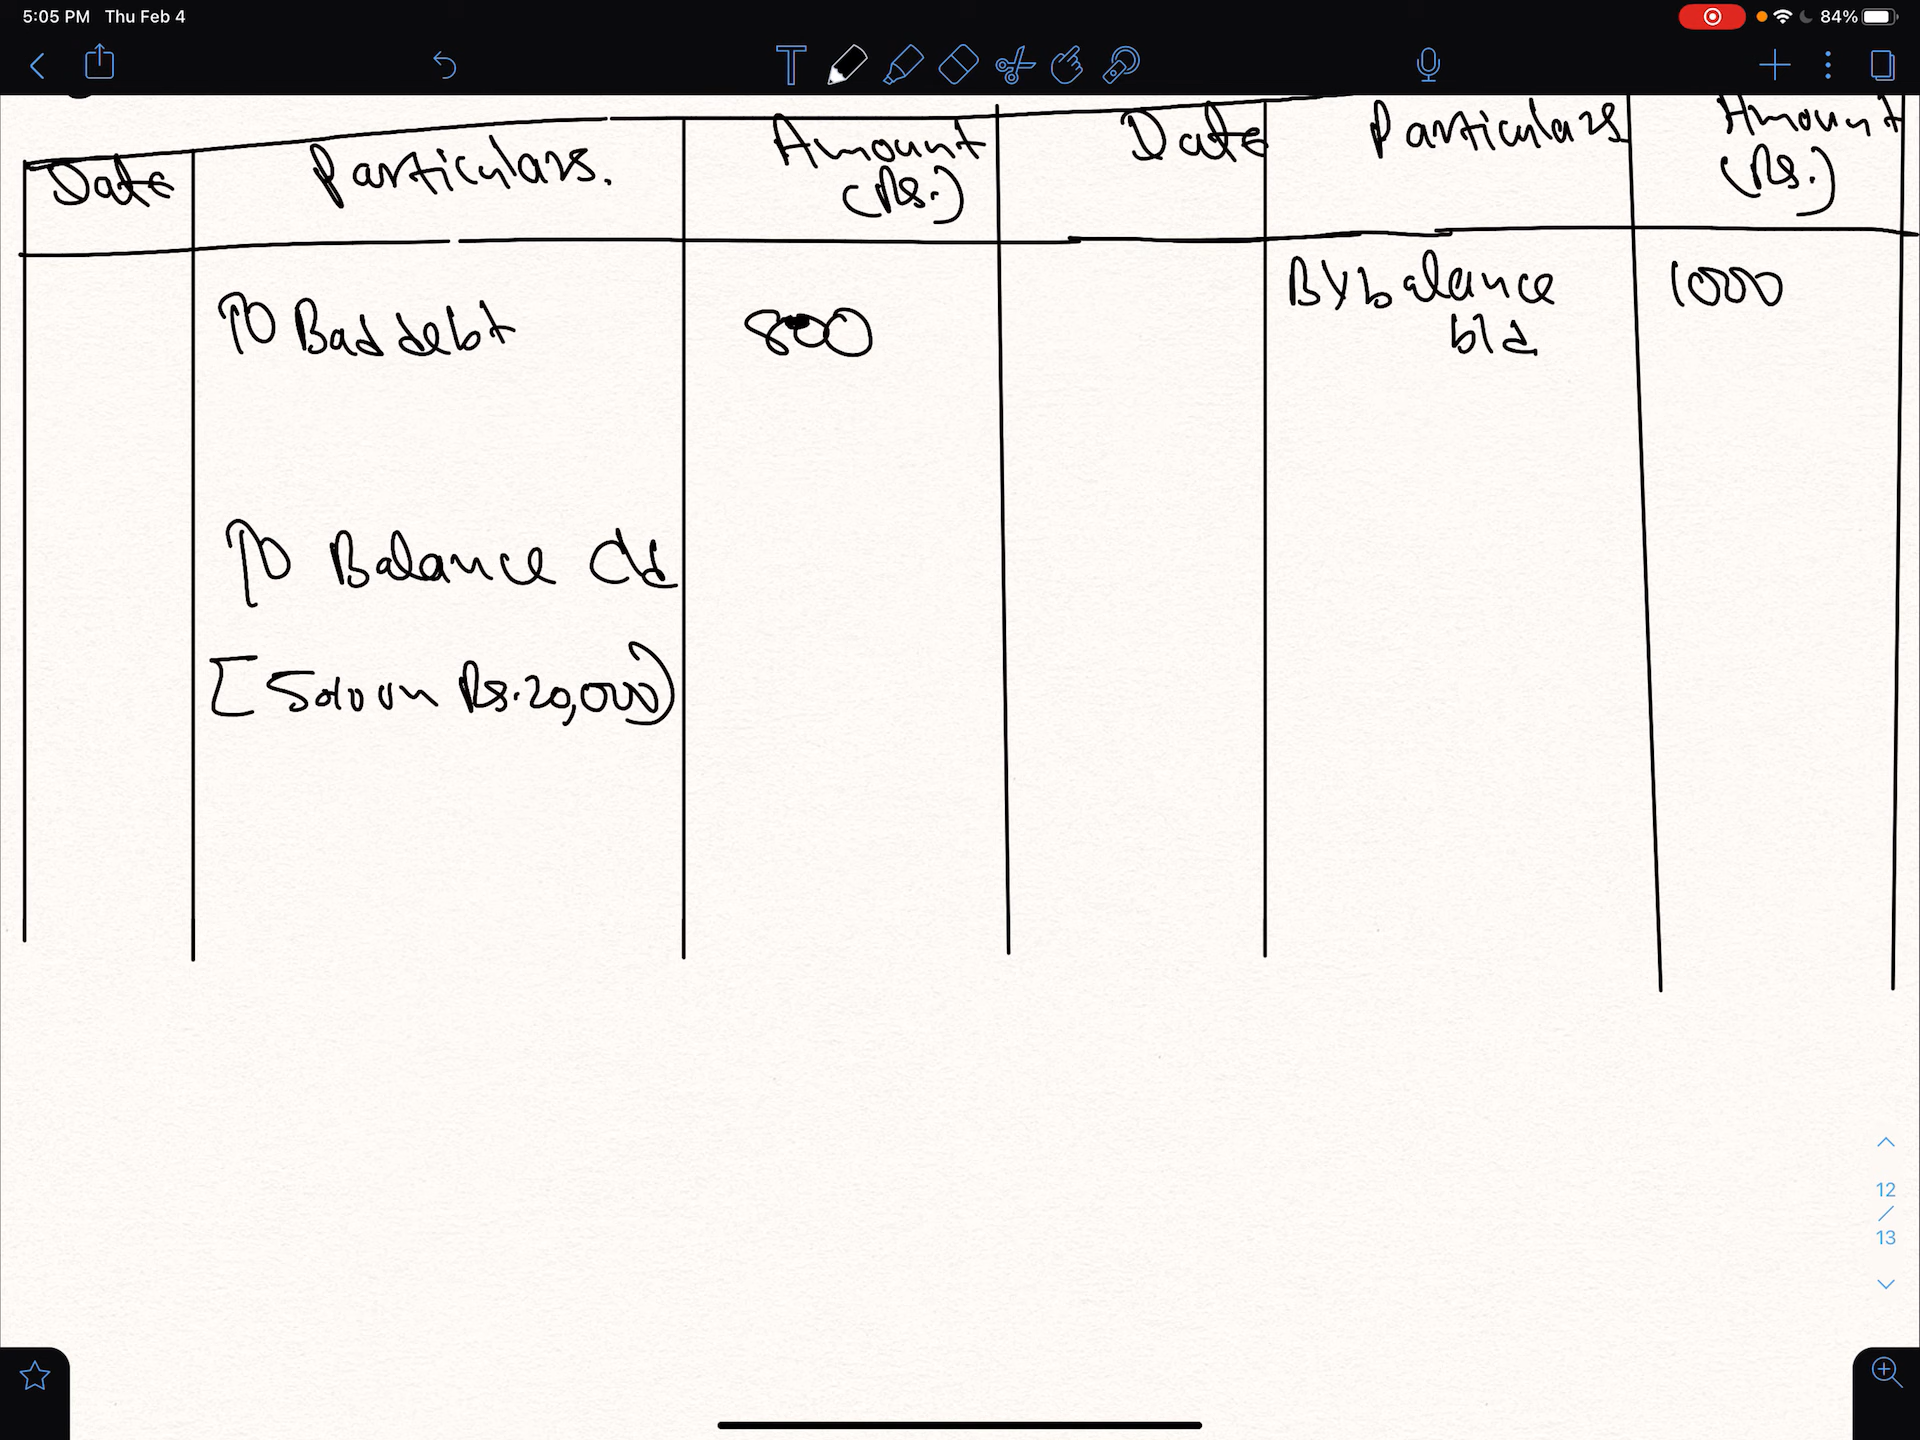 5:05 PM Thu Feb 4
84%
Date Particulars. Amount (Rs.) Date Particulars Amount (Rs.)
To Bad debt 800 By balance b/d 1000
To Balance c/d
[5% on Rs. 20,000)
12
/
13